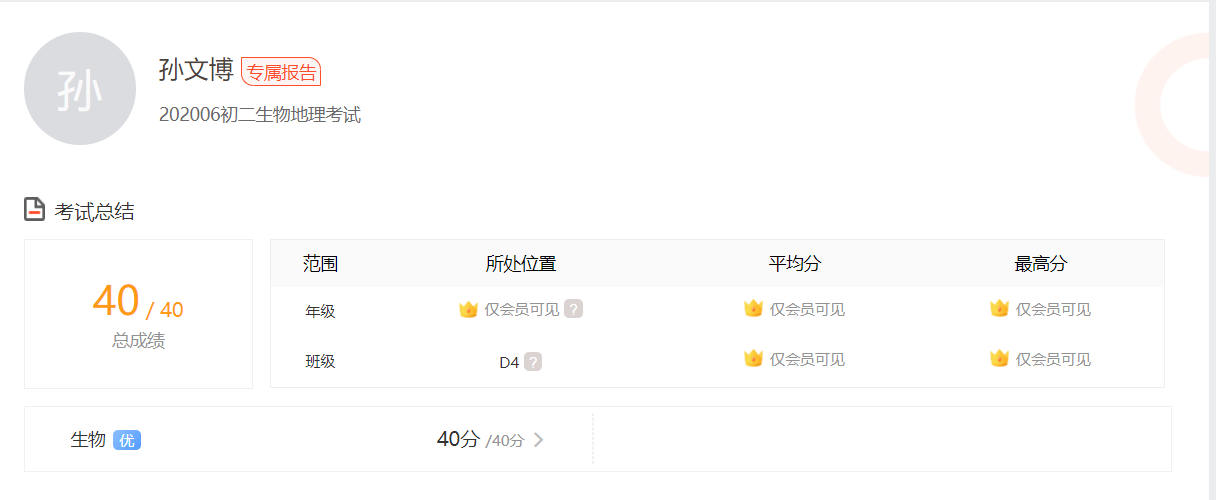 孙
孙文博 专属报告
202006初二生物地理考试
考试总结
40 / 40
总成绩
范围 所处位置 平均分 最高分
年级 仅会员可见 ? 仅会员可见 仅会员可见
班级 D4 ? 仅会员可见 仅会员可见
生物 优 40分 /40分